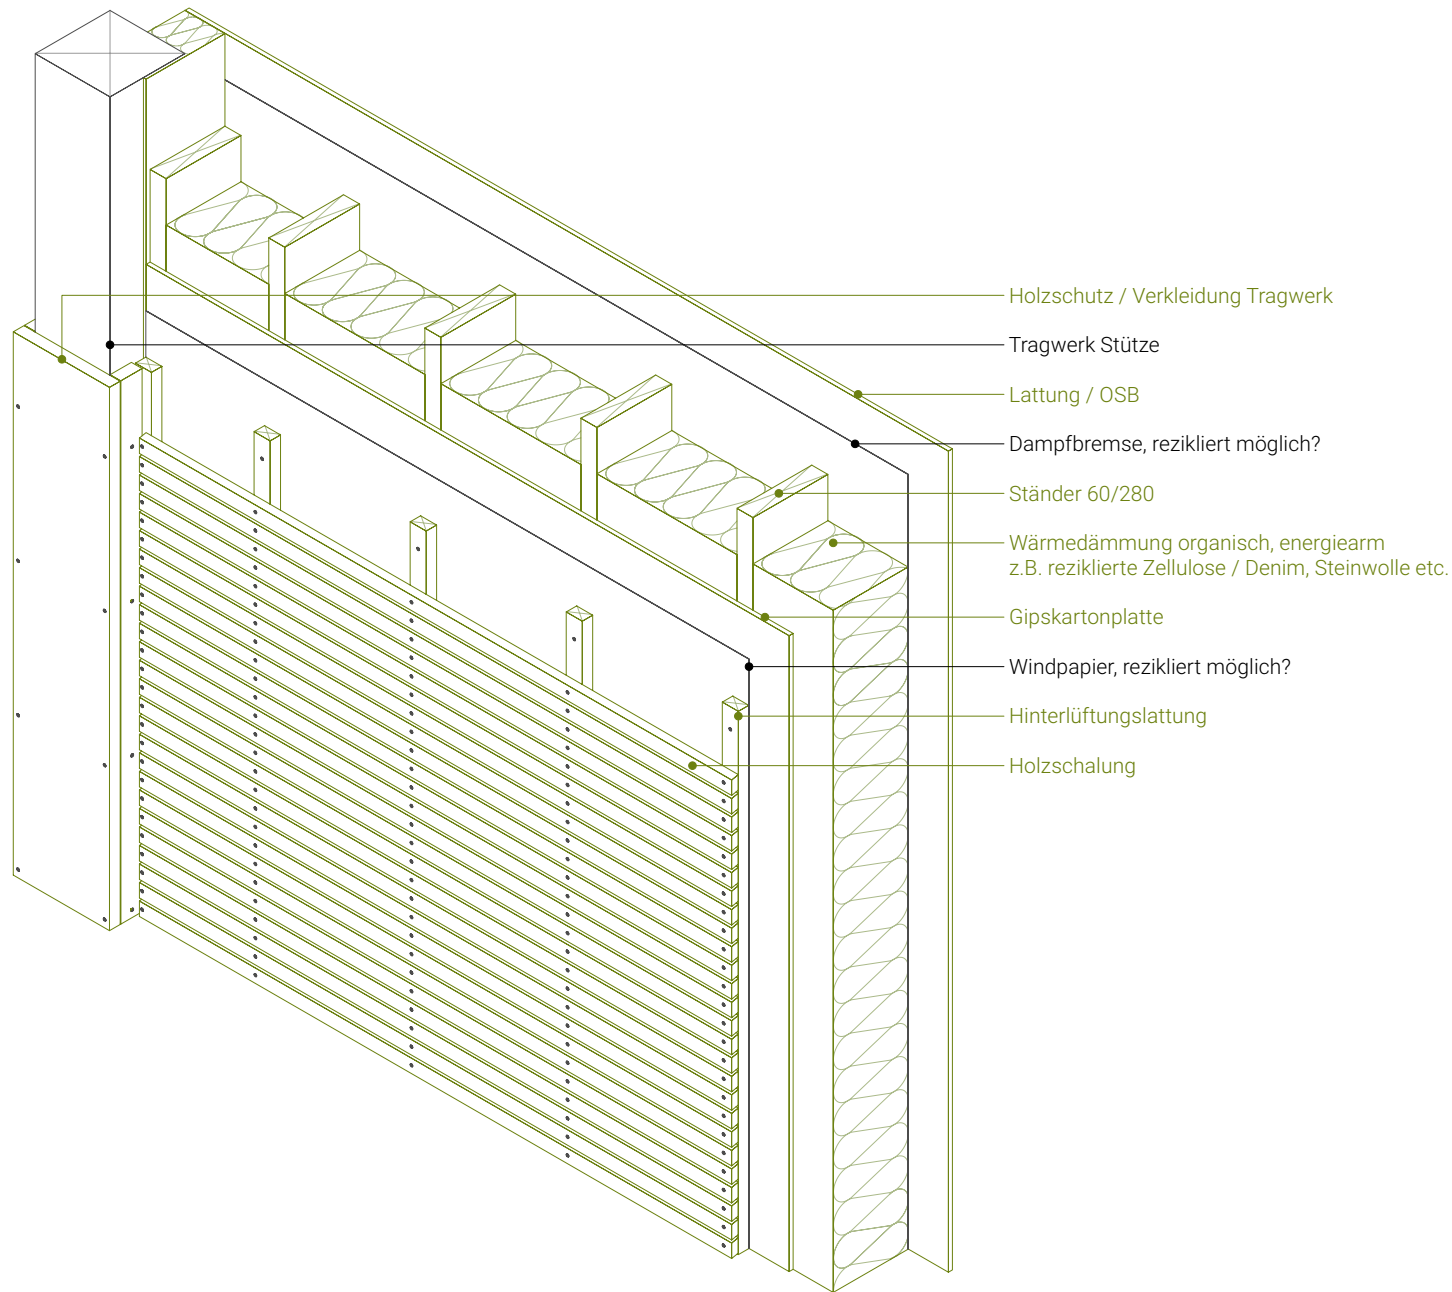 Holzschutz / Verkleidung Tragwerk
Tragwerk Stütze
Lattung / OSB
Dampfbremse, rezikliert möglich?
Ständer 60/280
Wärmedämmung organisch, energiearm
z.B. reziklierte Zellulose / Denim, Steinwolle etc.
Gipskartonplatte
Windpapier, rezikliert möglich?
Hinterlüftungslattung
Holzschalung